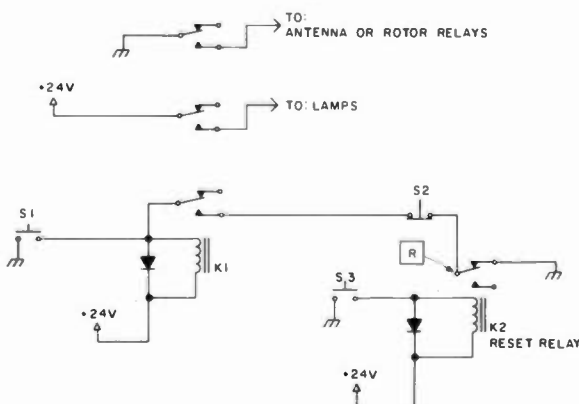 TO:
ANTENNA OR ROTOR RELAYS
+24V
TO: LAMPS
S1
S2
K1
R
S3
+24V
K2
RESET RELAY
+24V